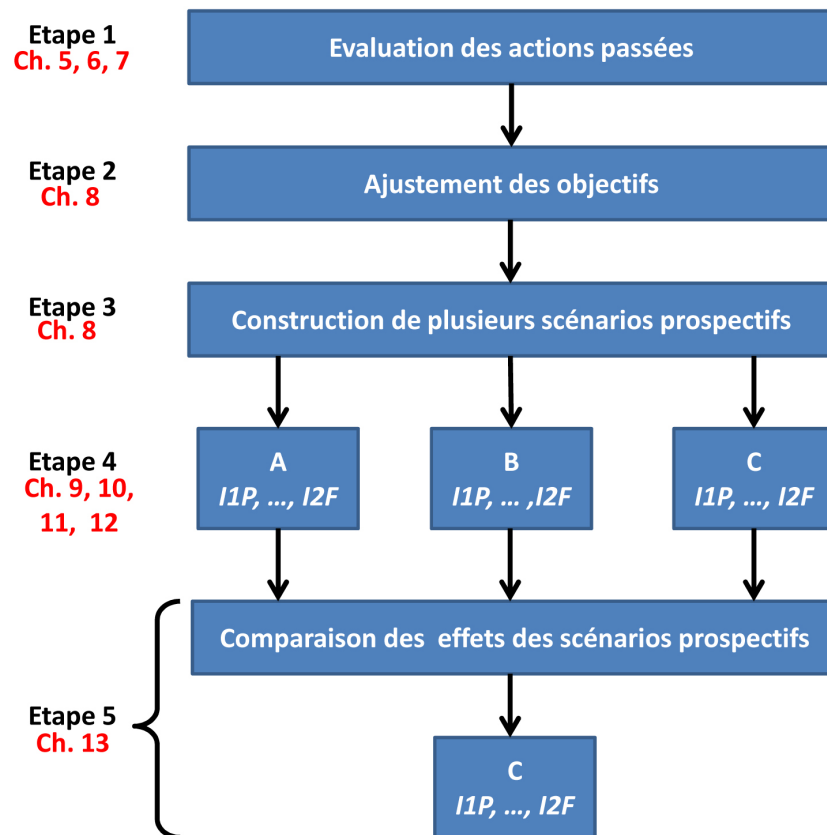 Etape 1
Ch. 5, 6, 7
Evaluation des actions passées
Etape 2
Ch. 8
Ajustement des objectifs
Etape 3
Ch. 8
Construction de plusieurs scénarios prospectifs
Etape 4
Ch. 9, 10,
11, 12
A
I1P, …, I2F
B
I1P, … ,I2F
C
I1P, …, I2F
Comparaison des effets des scénarios prospectifs
Etape 5
Ch. 13
C
I1P, …, I2F